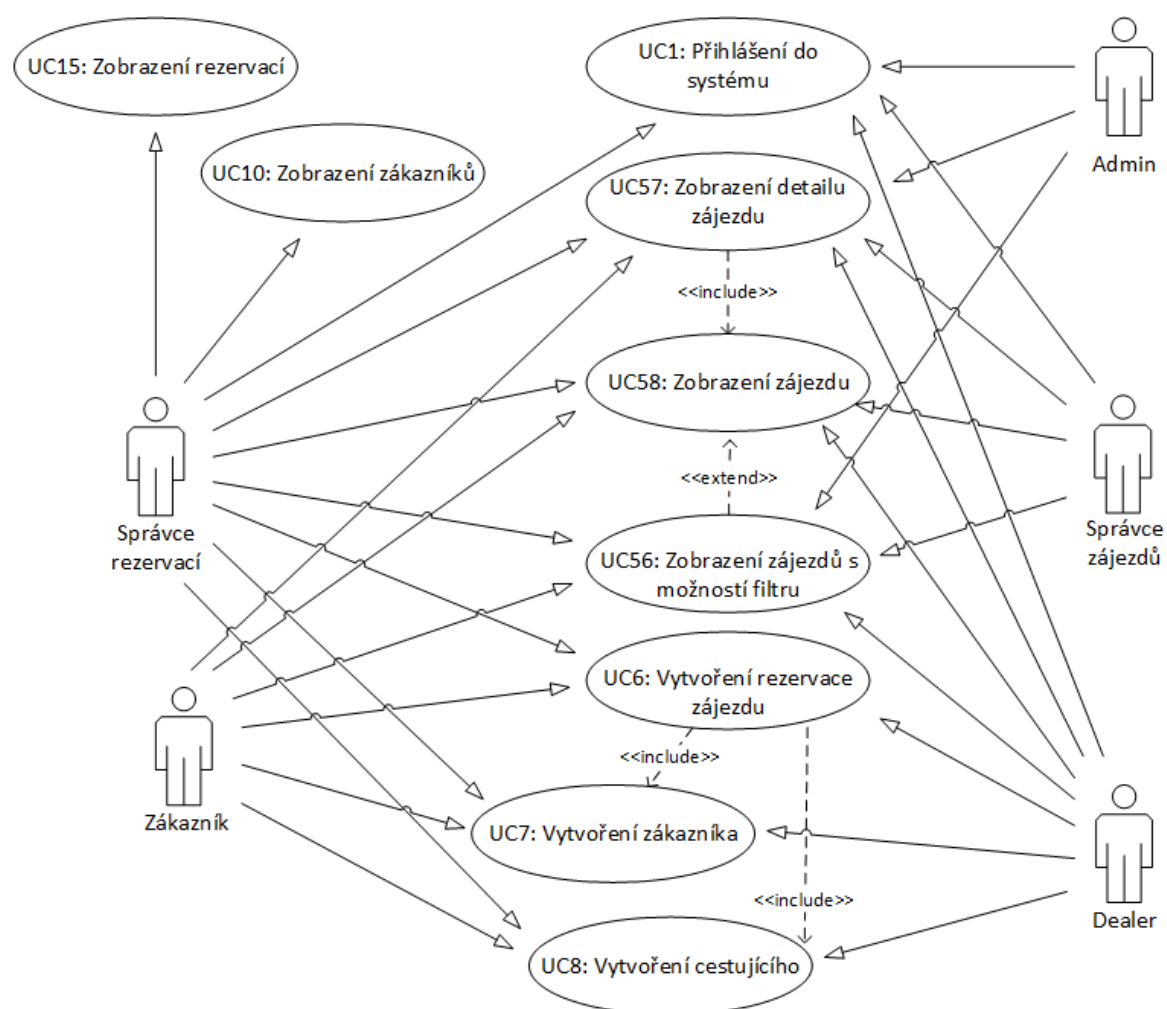 UC15: Zobrazení rezervací
UC1: Přihlášení do
systému
UC10: Zobrazení zákazníků
Admin
UC57: Zobrazení detailu
zájezdu
<<include>>
UC58: Zobrazení zájezdu
<<extend>>
Správce
rezervací
Správce
zájezdů
UC56: Zobrazení zájezdů s
možností filtru
UC6: Vytvoření rezervace
zájezdu
<<include>>
Zákazník
UC7: Vytvoření zákazníka
<<include>>
Dealer
UC8: Vytvoření cestujícího